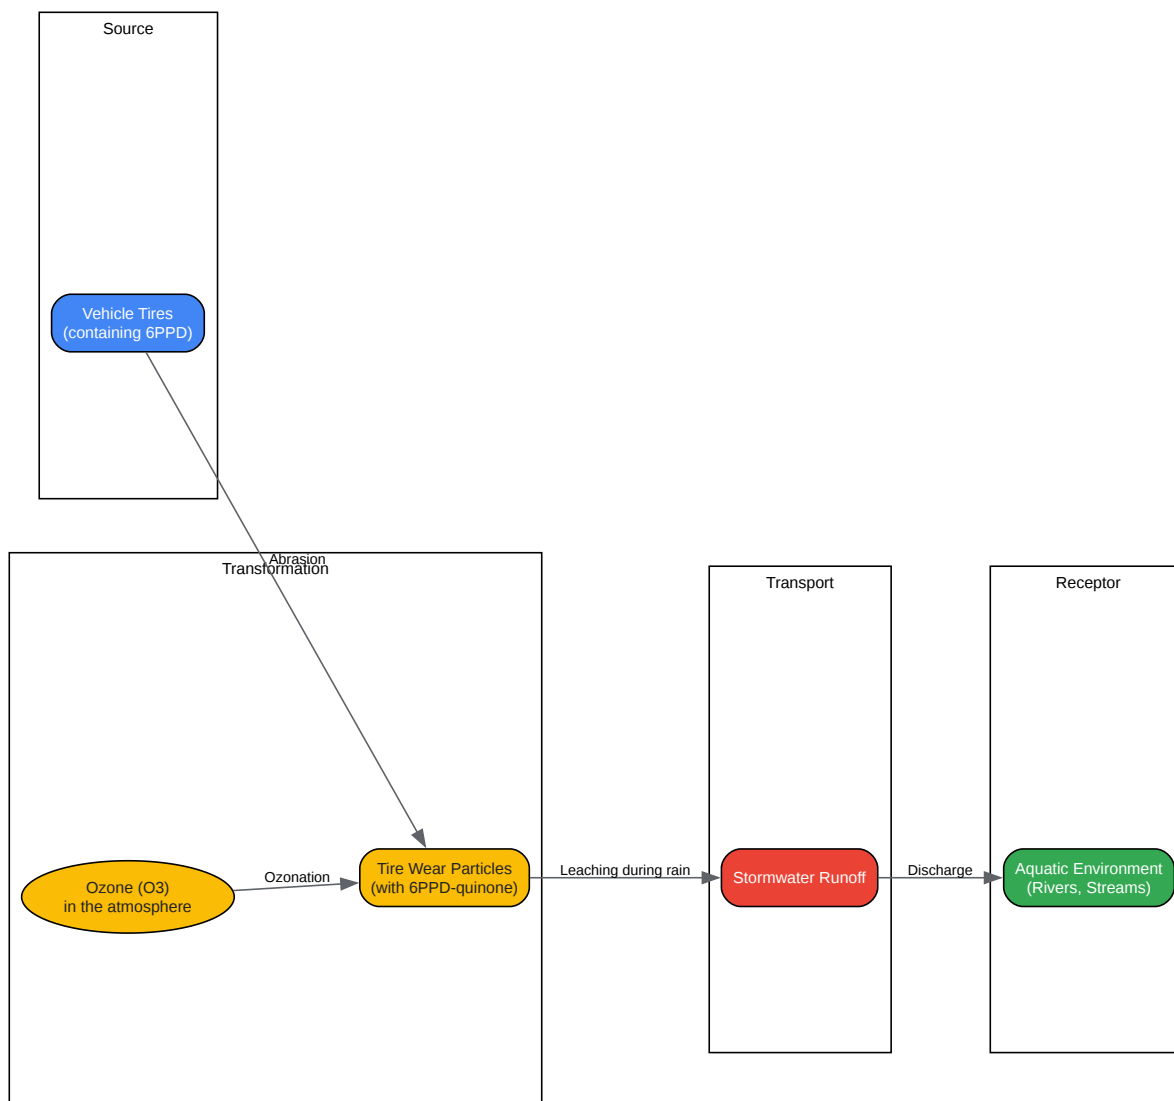 Source
Vehicle Tires
(containing 6PPD)
Abrasion
Transformation
Ozone (O3)
in the atmosphere
Ozonation
Tire Wear Particles
(with 6PPD-quinone)
Leaching during rain
Transport
Stormwater Runoff
Discharge
Receptor
Aquatic Environment
(Rivers, Streams)